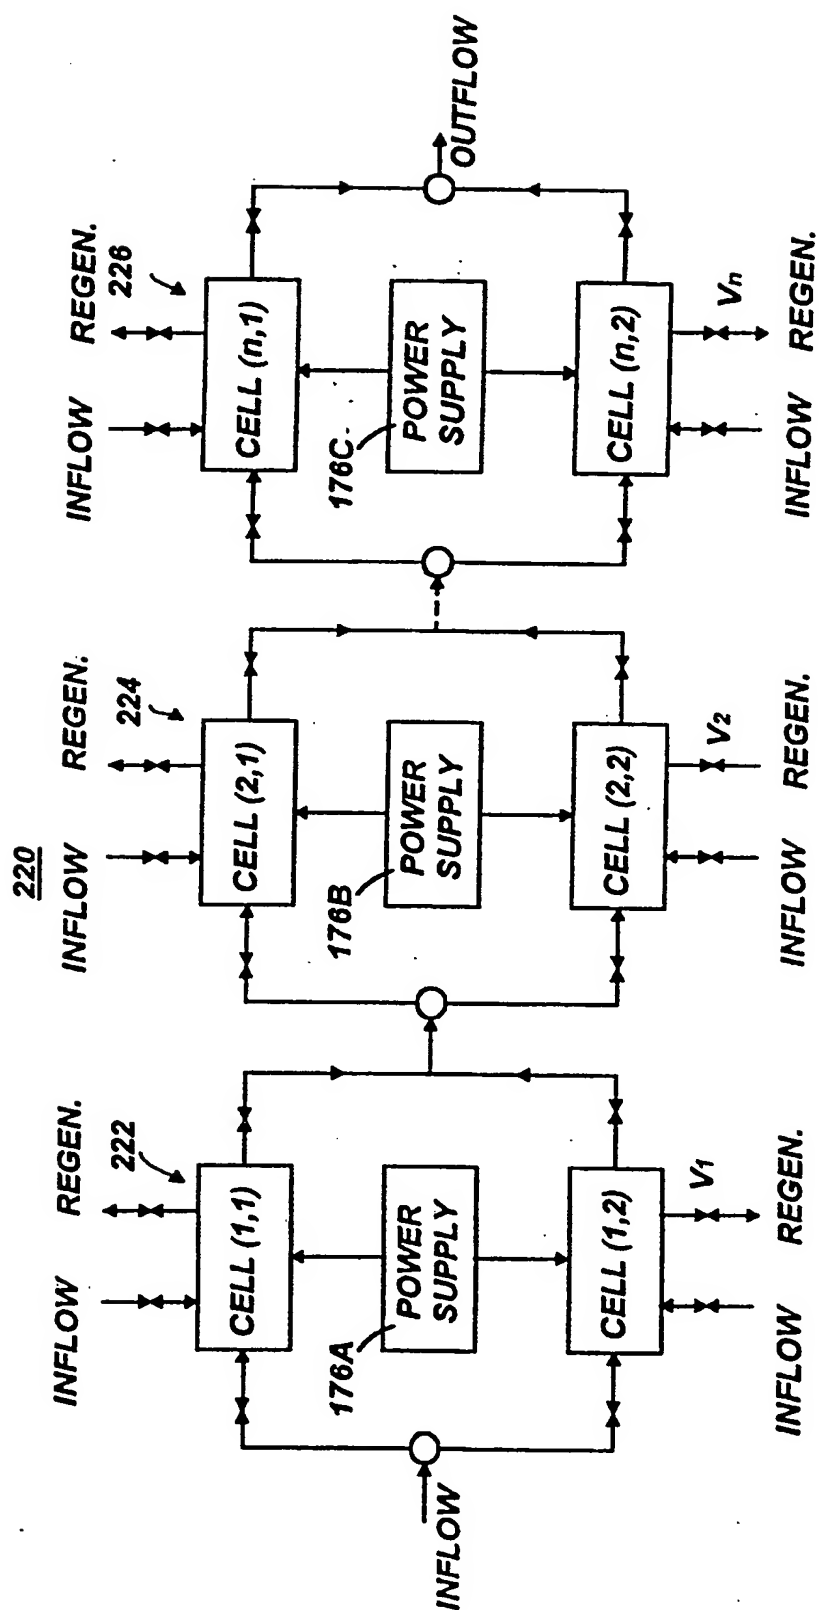 220
INFLOW
REGEN.
222
INFLOW
REGEN.
224
INFLOW
REGEN.
226
CELL (1,1)
CELL (2,1)
CELL (n,1)
INFLOW
176A
POWER
SUPPLY
176B
POWER
SUPPLY
176C
POWER
SUPPLY
OUTFLOW
CELL (1,2)
CELL (2,2)
CELL (n,2)
V1
V2
Vn
INFLOW
REGEN.
INFLOW
REGEN.
INFLOW
REGEN.